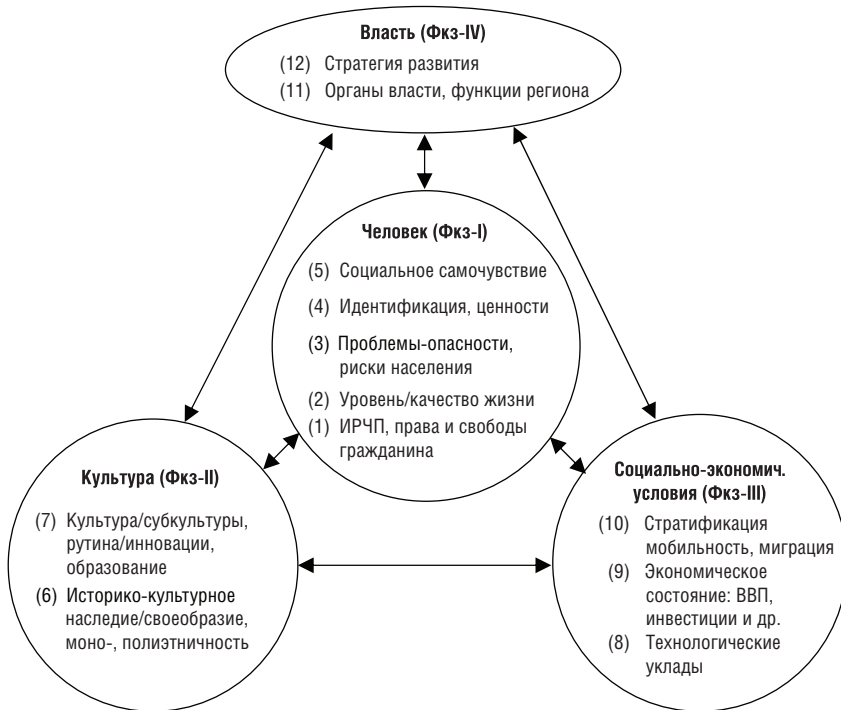 Власть (Фкз-IV)
(12) Стратегия развития
(11) Органы власти, функции региона
Человек (Фкз-I)
(5) Социальное самочувствие
(4) Идентификация, ценности
(3) Проблемы-опасности,
риски населения
(2) Уровень/качество жизни
(1) ИРЧП, права и свободы
гражданина
Культура (Фкз-II)
(7) Культура/субкультуры,
рутина/инновации,
образование
(6) Историко-культурное
наследие/своеобразие,
моно-, полиэтничность
Социально-экономич.
условия (Фкз-III)
(10) Стратификация
мобильность, миграция
(9) Экономическое
состояние: ВВП,
инвестиции и др.
(8) Технологические
уклады